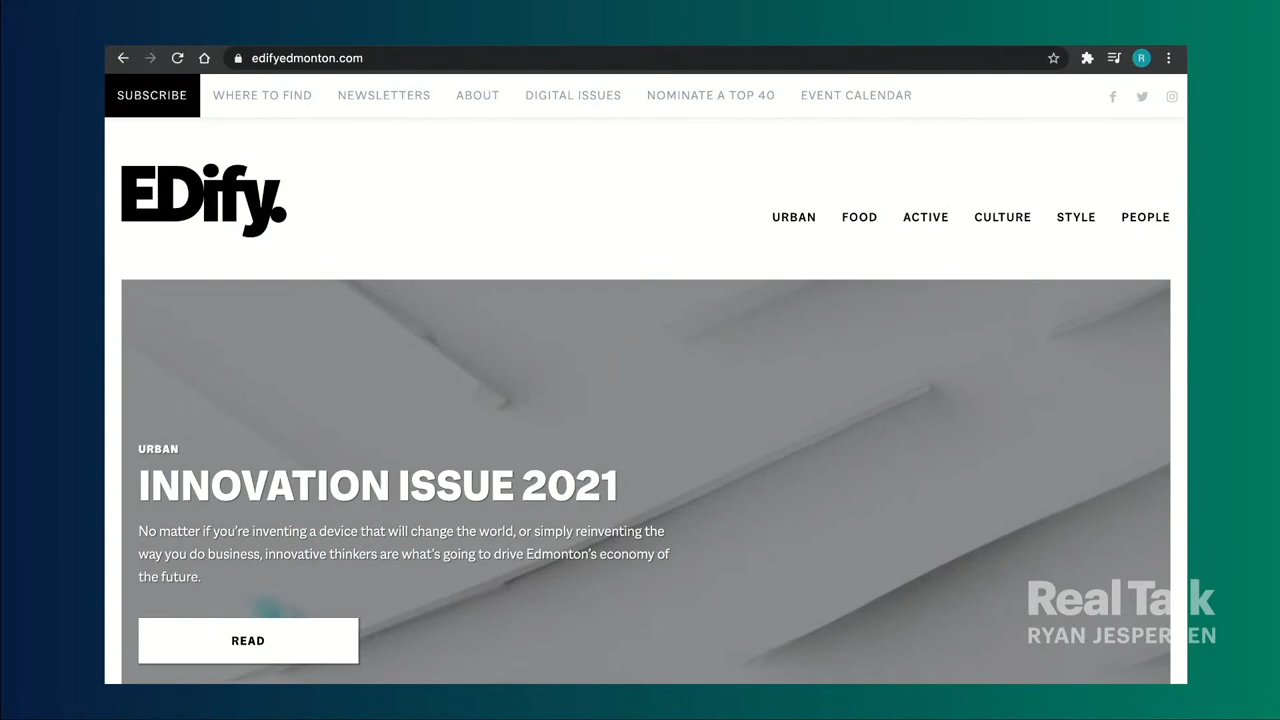 edifyedmonton.com
R
SUBSCRIBE WHERE TO FIND NEWSLETTERS ABOUT DIGITAL ISSUES NOMINATE A TOP 40 EVENT CALENDAR
EDify.
URBAN FOOD ACTIVE CULTURE STYLE PEOPLE
URBAN
INNOVATION ISSUE 2021
No matter if you're inventing a device that will change the world, or simply reinventing the
way you do business, innovative thinkers are what's going to drive Edmonton's economy of
the future.
READ
Real Talk
RYAN JESPERSEN